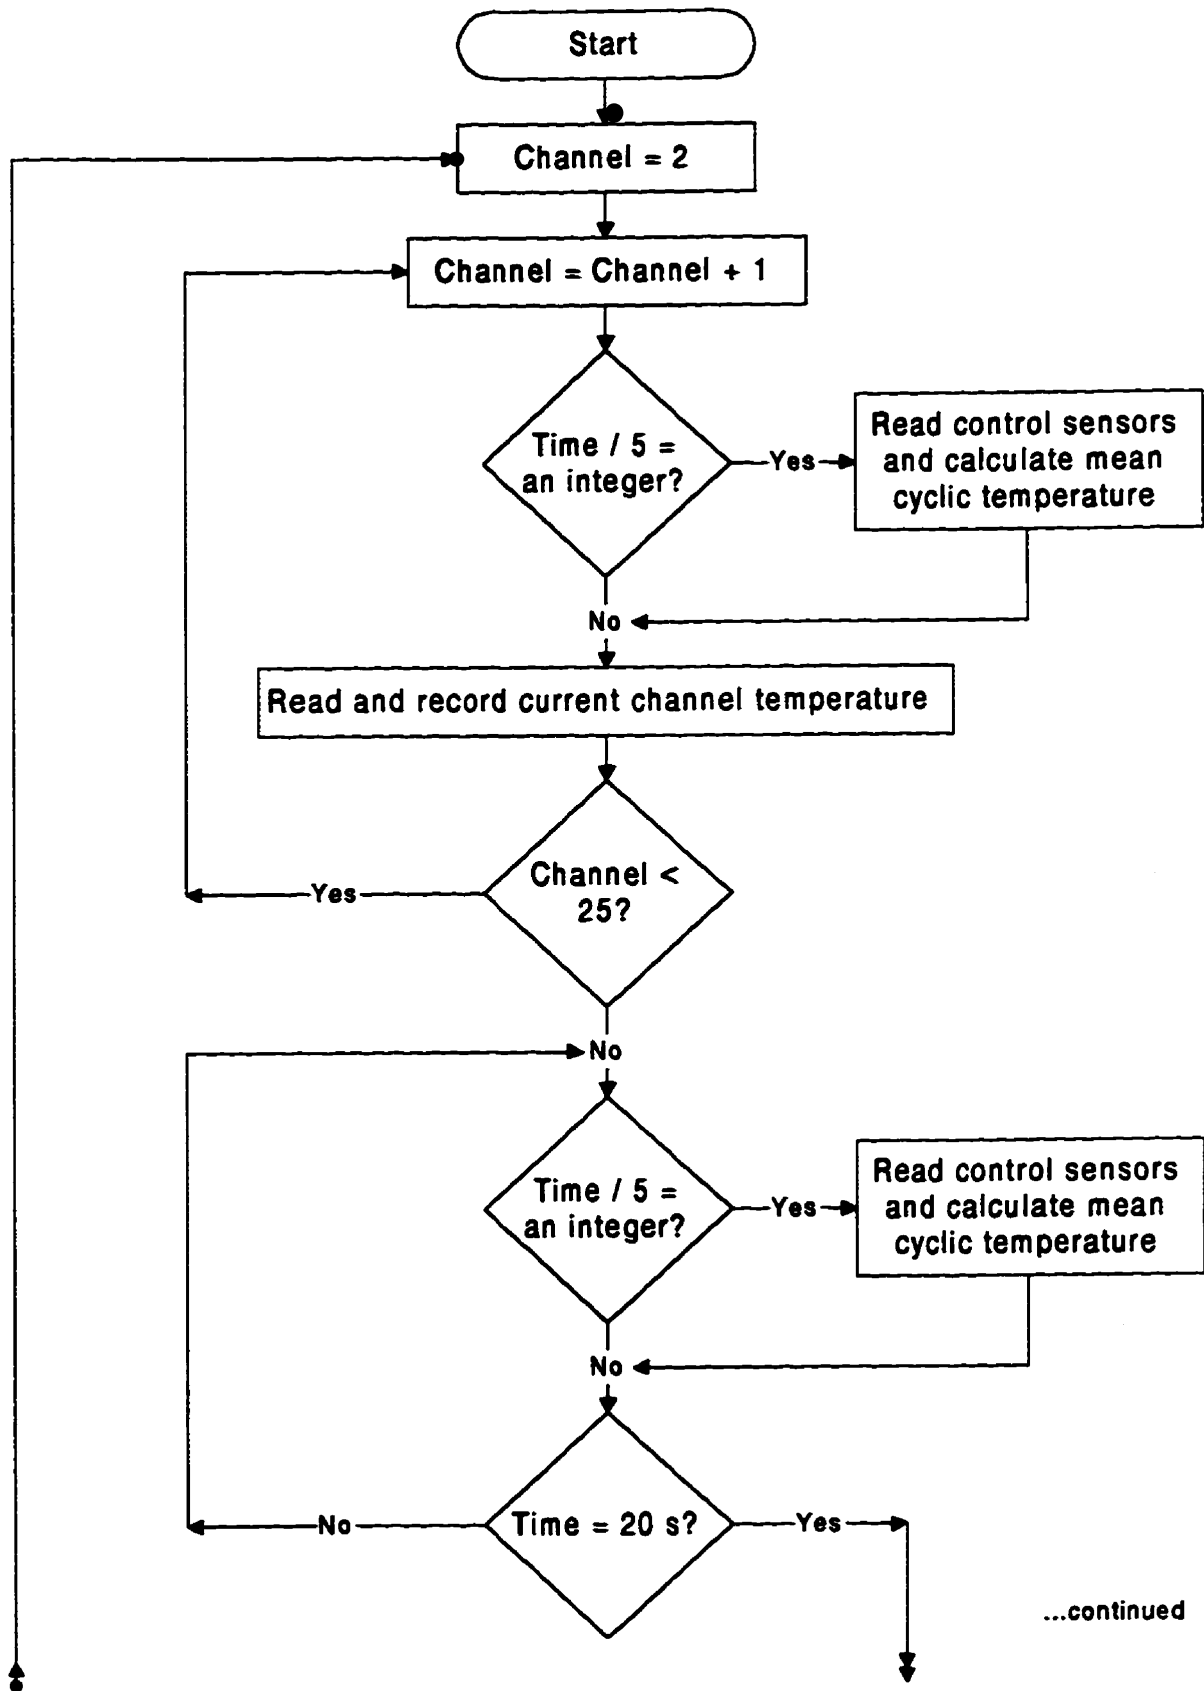 Start
Channel = 2
Channel = Channel + 1
Time / 5 =
an integer?
Yes
Read control sensors
and calculate mean
cyclic temperature
No
Read and record current channel temperature
Channel <
25?
Yes
No
Time / 5 =
an integer?
Yes
Read control sensors
and calculate mean
cyclic temperature
No
Time = 20 s?
No
Yes
...continued